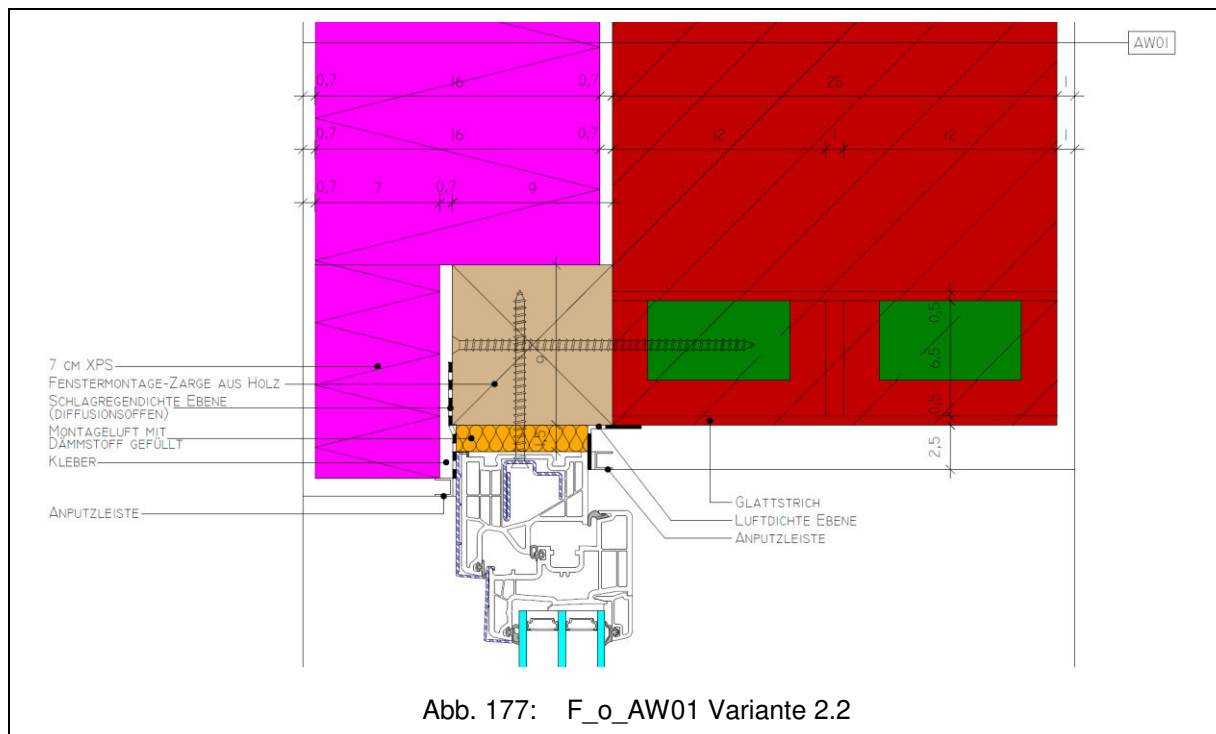 AW01
0,7 16 0,7 25 1
0,7 16 0,7 12 1 12 1
0,7 7 0,7 9
0,5
9
6,5
0,5
1,5
2,5
7 CM XPS
FENSTERMONTAGE-ZARGE AUS HOLZ
SCHLAGREGENDICHTE EBENE
(DIFFUSIONSOFFEN)
MONTAGELUFT MIT
DÄMMSTOFF GEFÜLLT
KLEBER
ANPUTZLEISTE
GLATTSTRICH
LUFTDICHTE EBENE
ANPUTZLEISTE
Abb. 177: F_o_AW01 Variante 2.2